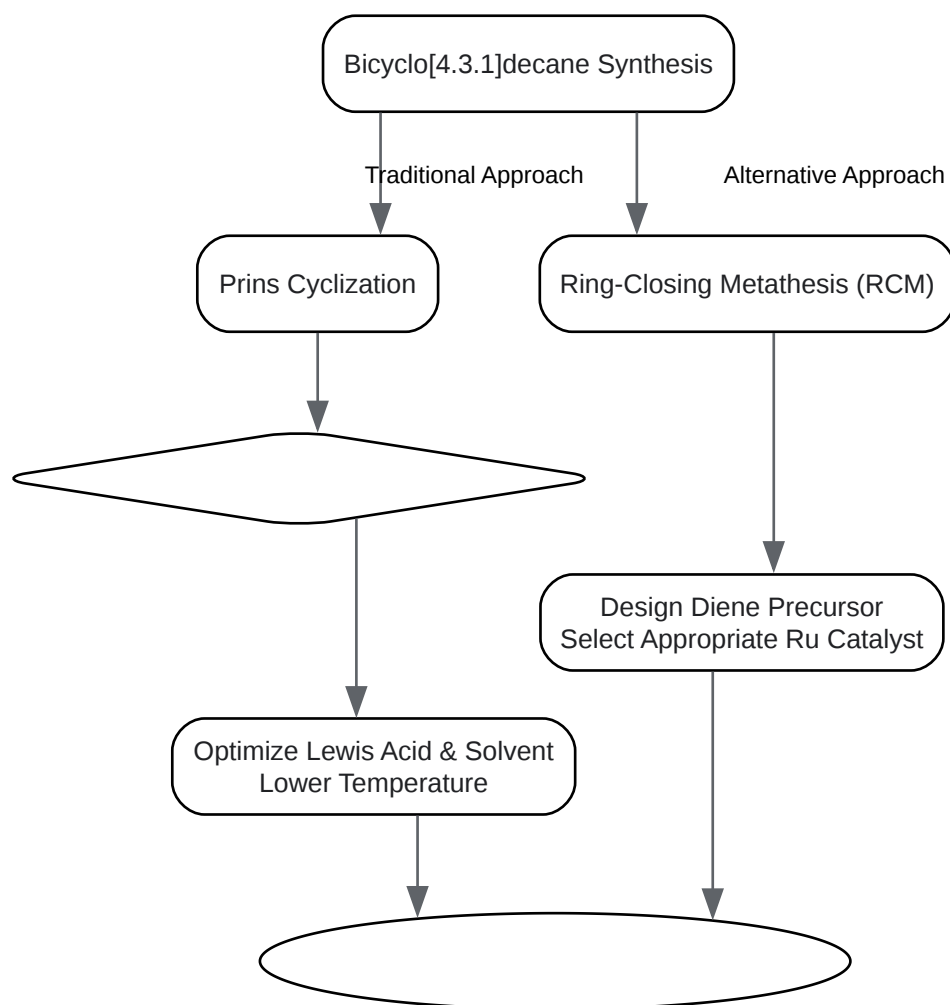 Bicyclo[4.3.1]decane Synthesis
Traditional Approach
Alternative Approach
Prins Cyclization
Ring-Closing Metathesis (RCM)
Design Diene Precursor
Select Appropriate Ru Catalyst
Optimize Lewis Acid & Solvent
Lower Temperature